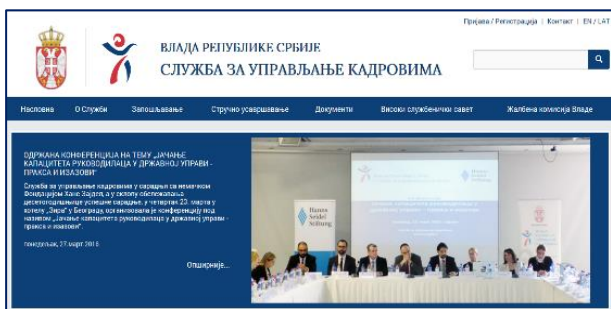 Пријава / Регистрација | Контакт | EN / LAT
ВЛАДА РЕПУБЛИКЕ СРБИЈЕ
СЛУЖБА ЗА УПРАВЉАЊЕ КАДРОВИМА
Насловна О Служби Запошљавање Стручно усавршавање Документи Високи службенички савет Жалбена комисија Владе
ОДРЖАНА КОНФЕРЕНЦИЈА НА ТЕМУ „ЈАЧАЊЕ
КАПАЦИТЕТА РУКОВОДИЛАЦА У ДРЖАВНОЈ УПРАВИ -
ПРАКСА И ИЗАЗОВИ“
Служба за управљање кадровима у сарадњи са немачком
Фондацијом Ханс Зајдел, а у склопу обележавања
десетогодишњице успешне сарадње, у четвртак 23. марта у
хотелу „Зира“ у Београду, организовала је конференцију под
називом „Јачање капацитета руководилаца у државној управи -
пракса и изазови“.
понедељак, 27. март 2018.
Опширније...
Hanns
Seidel
Stiftung